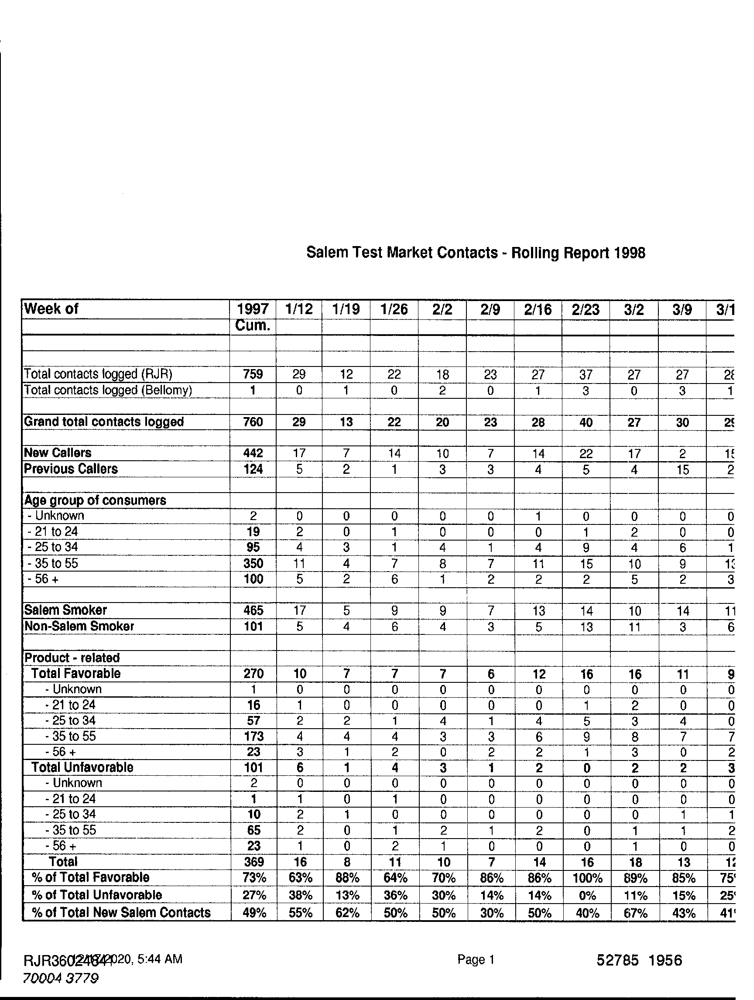 Salem Test Market Contacts - Rolling Report 1998
Week of 1997 1/12 1/19 1/26 2/2 2/9 2/16 2/23 3/2 3/9 3/1
Cum.
Total contacts logged (RJR) 759 29 12 22 18 23 27 37 27 27
Total contacts logged (Bellomy) 1 0 1 0 2 0 1 3 0 3 1
Grand total contacts logged 760 29 13 22 20 23 28 40 27 30
New Callers 442 17 7 14 10 7 14 22 17 2
Previous Callers 124 5 2 1 3 3 4 5 4 15 2
Age group of consumers
- Unknown 2 0 0 0 0 0 1 0 0 0 0
- 21 to 24 19 2 0 1 0 0 0 1 2 0 0
- 25 to 34 95 4 3 1 4 1 4 9 4 6 1
- 35 to 55 350 11 4 7 8 7 11 15 10 9
- 56 + 100 5 2 6 1 2 2 2 5 2 3
Salem Smoker 465 17 5 9 9 7 13 14 10 14 11
Non-Salem Smoker 101 5 4 6 4 3 5 13 11 3 6
Product - related
Total Favorable 270 10 7 7 7 6 12 16 16 11 9
- Unknown 1 0 0 0 0 0 0 0 0 0 0
- 21 to 24 16 1 0 0 0 0 0 1 2 0 0
- 25 to 34 57 2 2 1 4 1 4 5 3 4 0
- 35 to 55 173 4 4 4 3 3 6 9 8 7 7
- 56 + 23 3 1 2 0 2 2 1 3 0 2
Total Unfavorable 101 6 1 4 3 1 2 0 2 2 3
- Unknown 2 0 0 0 0 0 0 0 0 0 0
- 21 to 24 1 1 0 1 0 0 0 0 0 0 0
- 25 to 34 10 2 1 0 0 0 0 0 0 1 1
- 35 to 55 65 2 0 1 2 1 2 0 1 1 2
- 56 + 23 1 0 2 1 0 0 0 1 0 0
Total 369 16 8 11 10 7 14 16 18 13 12
% of Total Favorable 73% 63% 88% 64% 70% 86% 86% 100% 89% 85% 75
% of Total Unfavorable 27% 38% 13% 36% 30% 14% 14% 0% 11% 15% 25
% of Total New Salem Contacts 49% 55% 62% 50% 50% 30% 50% 40% 67% 43% 41
2020, 5:44 AM Page 1 52785 1956
70004 3779